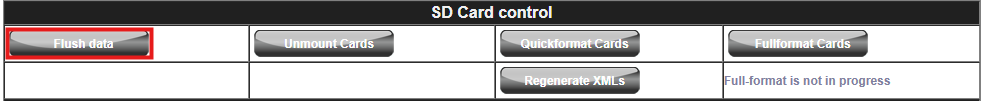 SD Card control
Flush data Unmount Cards Quickformat Cards Fullformat Cards
Regenerate XMLs Full-format is not in progress